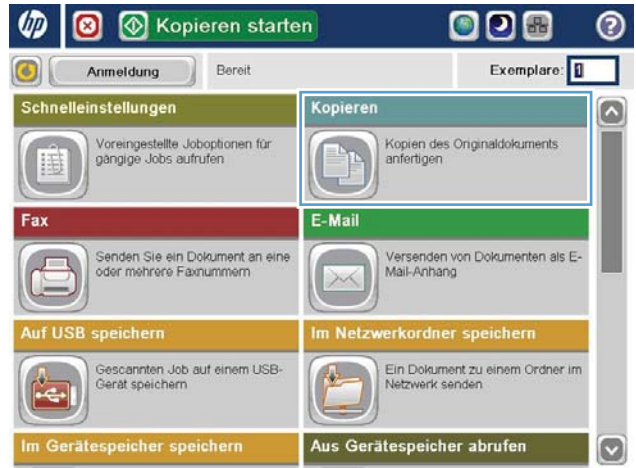 hp
Kopieren starten
?
Anmeldung
Bereit
Exemplare: 1
Schnelleinstellungen
Voreingestellte Joboptionen für
gängige Jobs aufrufen
Kopieren
Kopien des Originaldokuments
anfertigen
Fax
Senden Sie ein Dokument an eine
oder mehrere Faxnummern
E-Mail
Versenden von Dokumenten als E-
Mail-Anhang
Auf USB speichern
Gescannten Job auf einem USB-
Gerät speichern
Im Netzwerkordner speichern
Ein Dokument zu einem Ordner im
Netzwerk senden
Im Gerätespeicher speichern
Aus Gerätespeicher abrufen